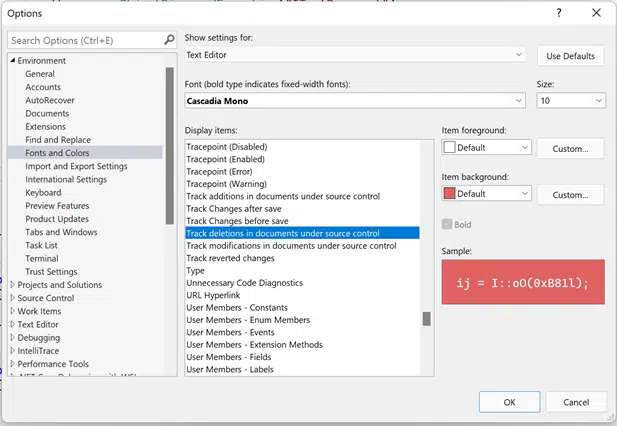 Options
?
Search Options (Ctrl+E)
Environment
General
Accounts
AutoRecover
Documents
Extensions
Find and Replace
Fonts and Colors
Import and Export Settings
International Settings
Keyboard
Preview Features
Product Updates
Tabs and Windows
Task List
Terminal
Trust Settings
Projects and Solutions
Source Control
Work Items
Text Editor
Debugging
IntelliTrace
Performance Tools
Show settings for:
Text Editor
Use Defaults
Font (bold type indicates fixed-width fonts):
Size:
Cascadia Mono
10
Display items:
Tracepoint (Disabled)
Tracepoint (Enabled)
Tracepoint (Error)
Tracepoint (Warning)
Track additions in documents under source control
Track Changes after save
Track Changes before save
Track deletions in documents under source control
Track modifications in documents under source control
Track reverted changes
Type
Unnecessary Code Diagnostics
URL Hyperlink
User Members - Constants
User Members - Enum Members
User Members - Events
User Members - Extension Methods
User Members - Fields
User Members - Labels
Item foreground:
Default
Custom...
Item background:
Default
Custom...
Bold
Sample:
ij = I::oO(0xB81l);
OK
Cancel